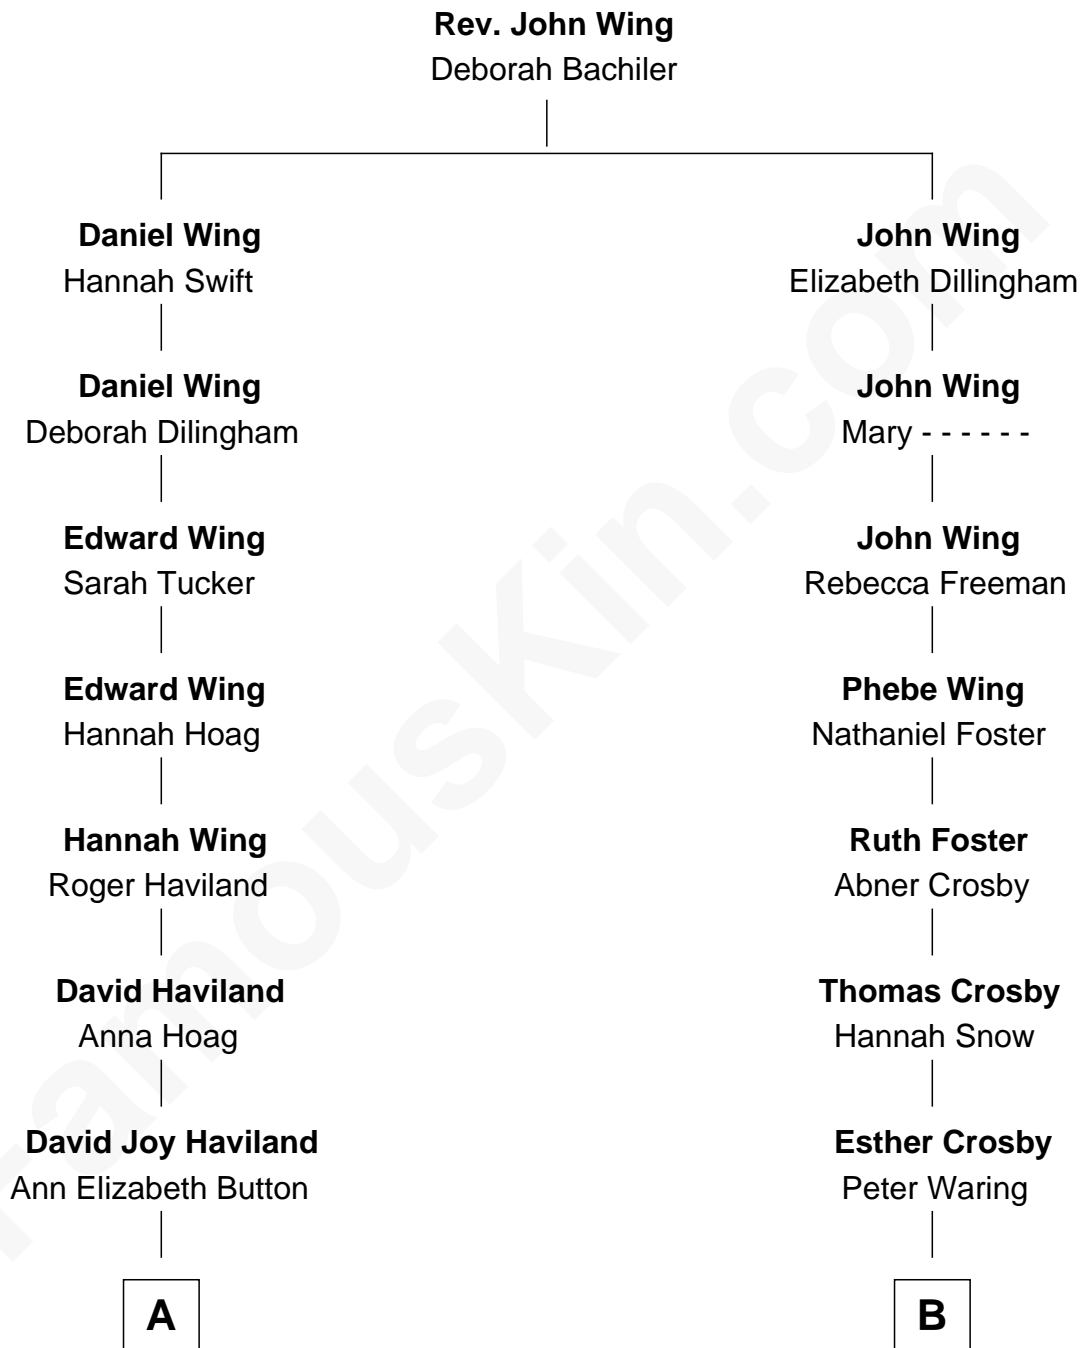 Rev. John Wing
Deborah Bachiler
Daniel Wing
Hannah Swift
John Wing
Elizabeth Dillingham
Daniel Wing
Deborah Dilingham
John Wing
Mary - - - - - -
Edward Wing
Sarah Tucker
John Wing
Rebecca Freeman
Edward Wing
Hannah Hoag
Phebe Wing
Nathaniel Foster
Hannah Wing
Roger Haviland
Ruth Foster
Abner Crosby
David Haviland
Anna Hoag
Thomas Crosby
Hannah Snow
David Joy Haviland
Ann Elizabeth Button
Esther Crosby
Peter Waring
A
B
FamousKin.com